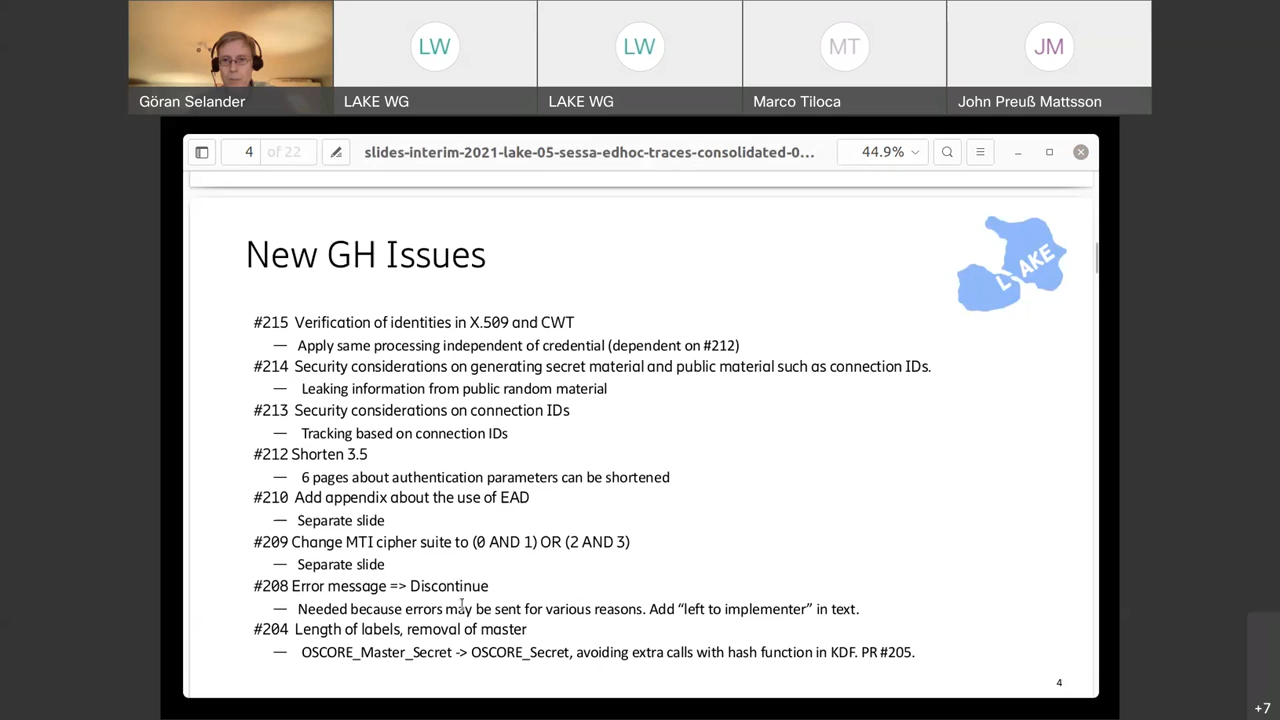 LW
LW
MT
JM
Göran Selander
LAKE WG
LAKE WG
Marco Tiloca
John Preuß Mattsson
4 of 22
slides-interim-2021-lake-05-sessa-edhoc-traces-consolidated-0...
44.9%
New GH Issues
LAKE
#215 Verification of identities in X.509 and CWT
— Apply same processing independent of credential (dependent on #212)
#214 Security considerations on generating secret material and public material such as connection IDs.
— Leaking information from public random material
#213 Security considerations on connection IDs
— Tracking based on connection IDs
#212 Shorten 3.5
— 6 pages about authentication parameters can be shortened
#210 Add appendix about the use of EAD
— Separate slide
#209 Change MTI cipher suite to (0 AND 1) OR (2 AND 3)
— Separate slide
#208 Error message => Discontinue
— Needed because errors may be sent for various reasons. Add “left to implementer” in text.
#204 Length of labels, removal of master
— OSCORE_Master_Secret -> OSCORE_Secret, avoiding extra calls with hash function in KDF. PR #205.
4
+7